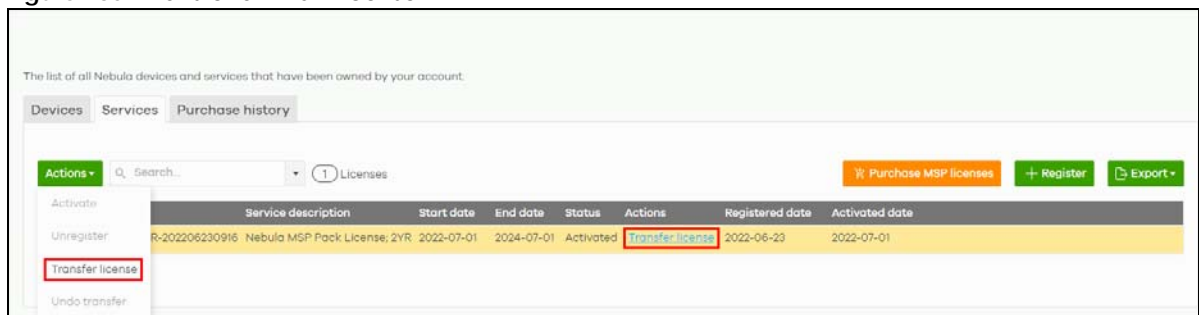 The list of all Nebula devices and services that have been owned by your account.
Devices Services Purchase history
Actions Search... 1 Licenses Purchase MSP licenses + Register Export
Activate
Service description Start date End date Status Actions Registered date Activated date
Unregister R-202206230916 Nebula MSP Pack License; 2YR 2022-07-01 2024-07-01 Activated Transfer license 2022-06-23 2022-07-01
Transfer license
Undo transfer